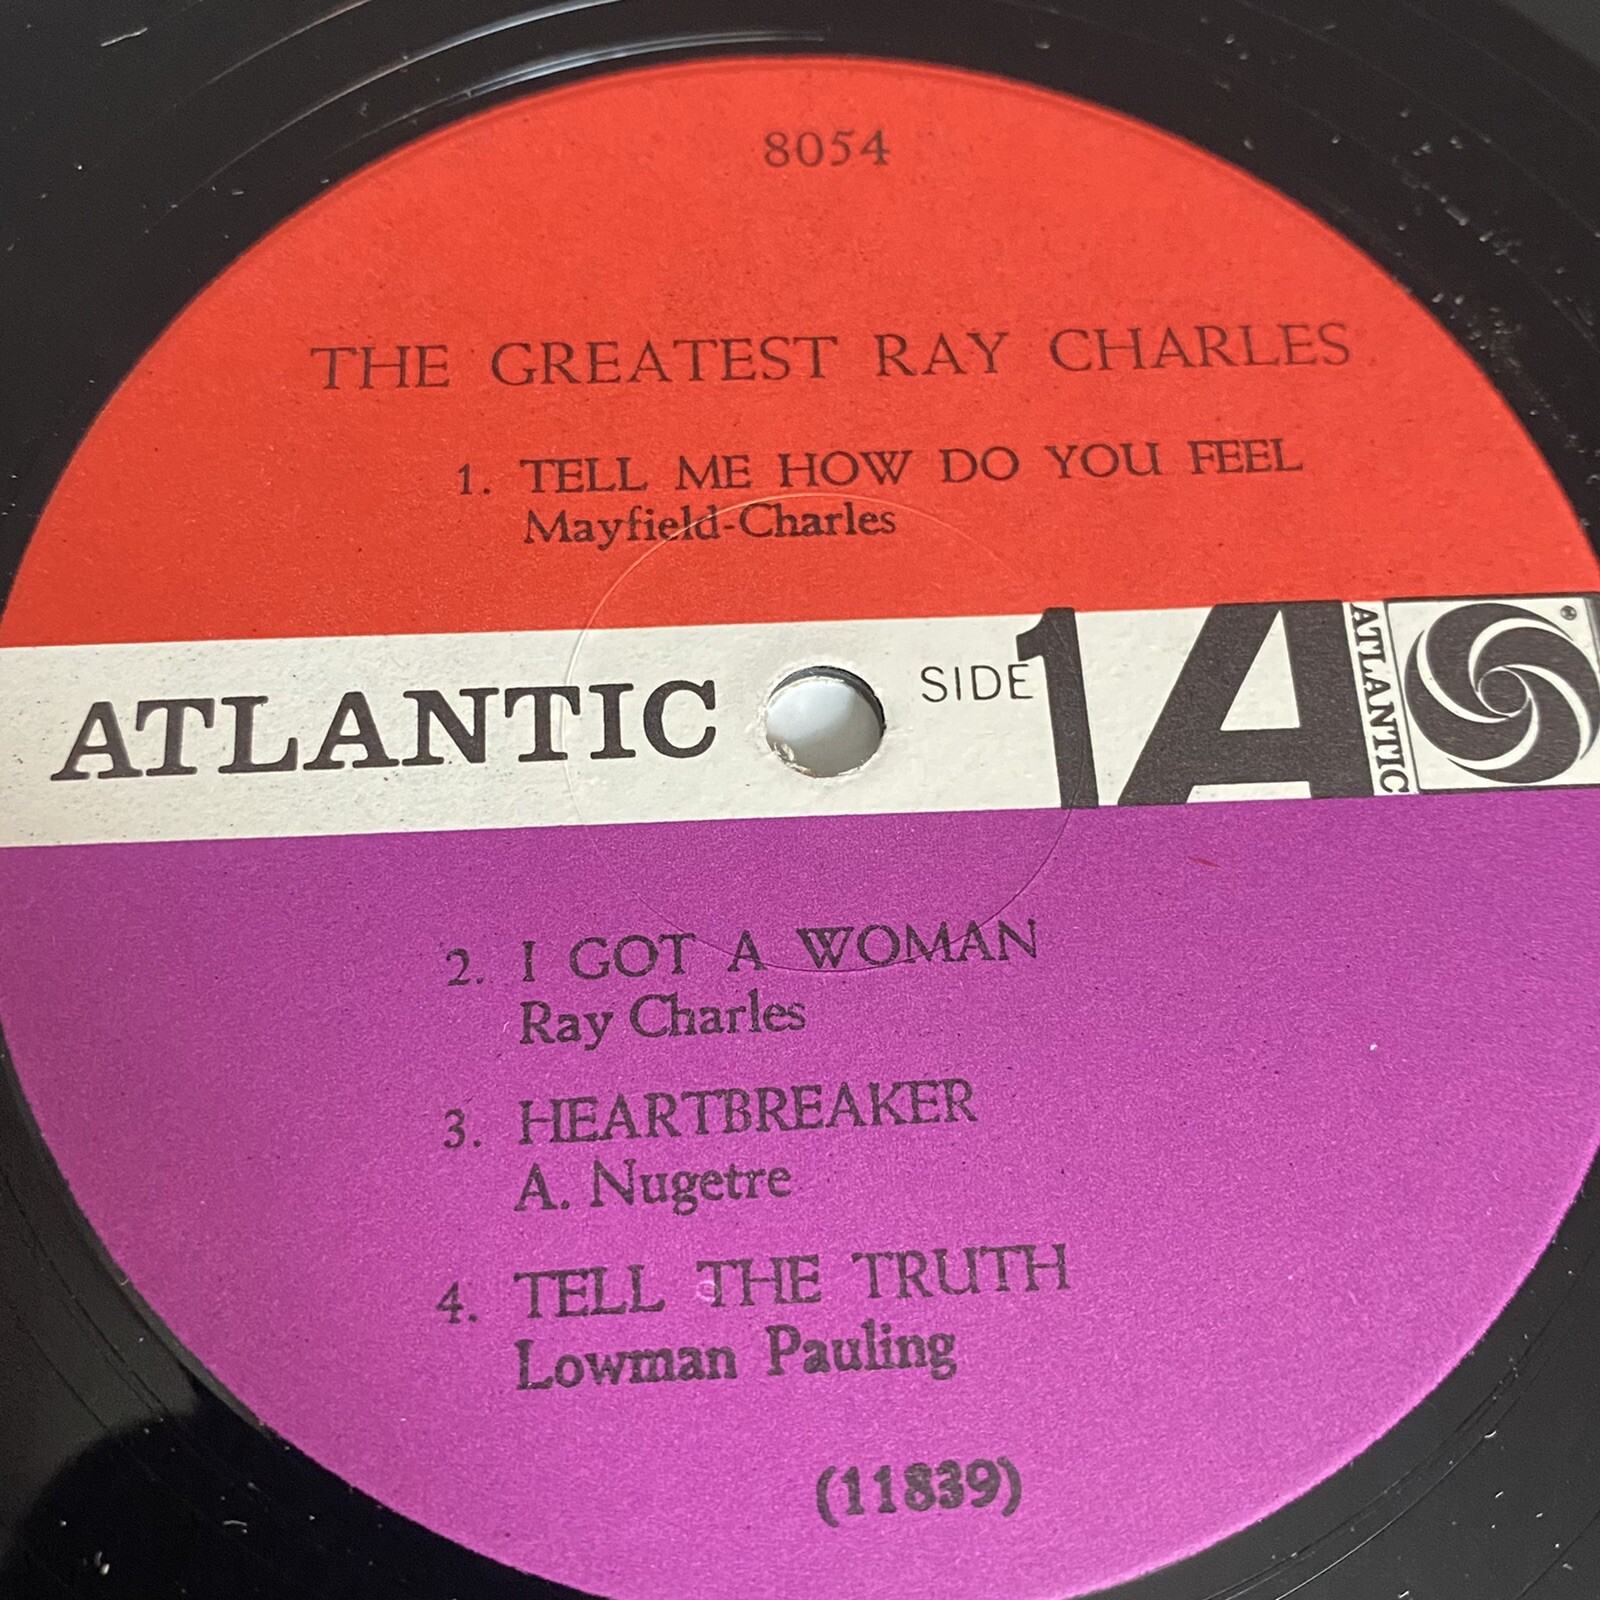 8054
THE GREATEST RAY CHARLES
1. TELL ME HOW DO YOU FEEL
Mayfield-Charles
ATLANTIC
SIDE 1
A
ATLANTIC
2. I GOT A WOMAN
Ray Charles
3. HEARTBREAKER
A. Nugetre
4. TELL THE TRUTH
Lowman Pauling
(11839)